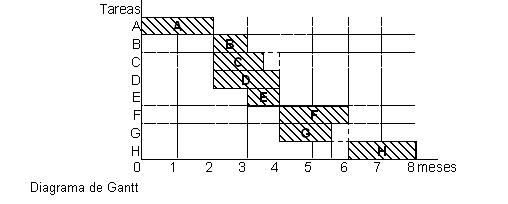 Tareas
A A
B B
C C
D D
E E
F F
G G
H H
0 1 2 3 4 5 6 7 8 meses
Diagrama de Gantt